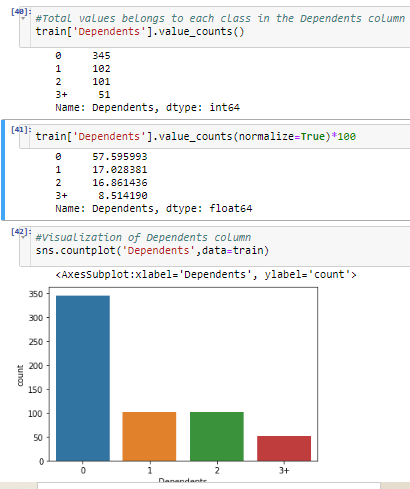 [40]:
#Total values belongs to each class in the Dependents column
train['Dependents'].value_counts()
0 345
1 102
2 101
3+ 51
Name: Dependents, dtype: int64
[41]:
train['Dependents'].value_counts(normalize=True)*100
0 57.595993
1 17.028381
2 16.861436
3+ 8.514190
Name: Dependents, dtype: float64
[42]:
#Visualization of Dependents column
sns.countplot('Dependents',data=train)
<AxesSubplot:xlabel='Dependents', ylabel='count'>
350
300
250
200
150
100
50
0
count
0 1 2 3+
Dependents